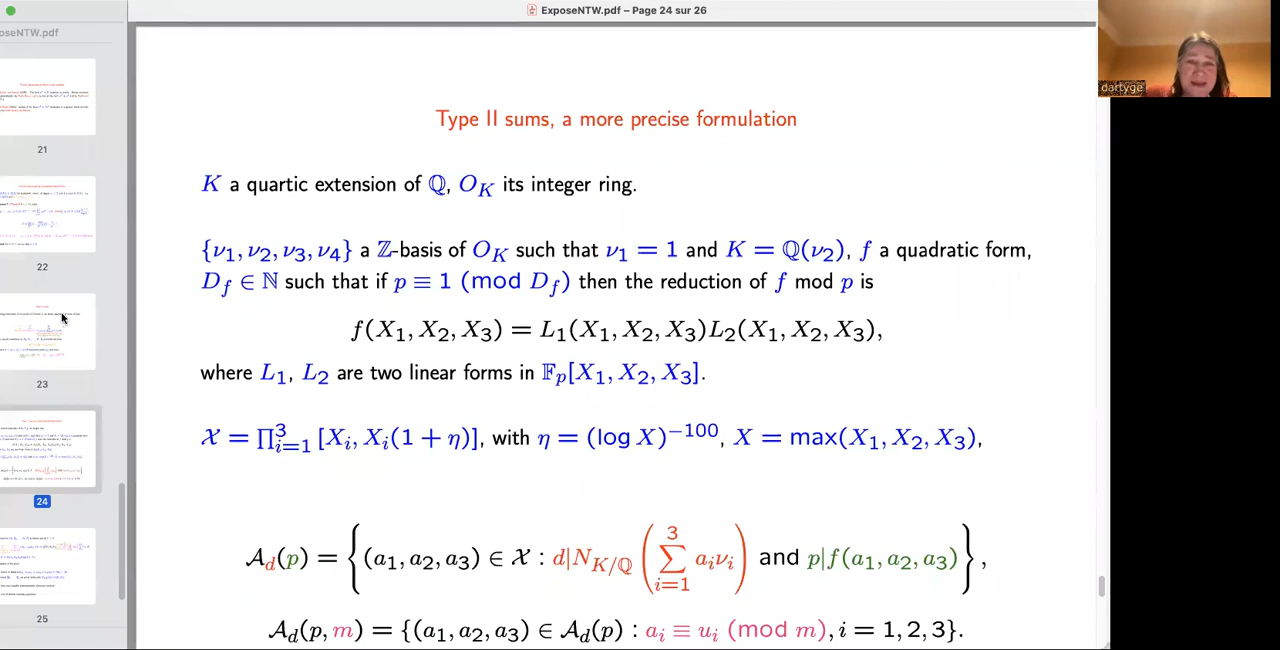 ExposeNTW.pdf – Page 24 sur 26
oseNTW.pdf
dartyge
21
22
23
24
25
Type II sums, a more precise formulation
K a quartic extension of ℚ, O_K its integer ring.
{ν₁, ν₂, ν₃, ν₄} a ℤ-basis of O_K such that ν₁ = 1 and K = ℚ(ν₂), f a quadratic form,
D_f ∈ ℕ such that if p ≡ 1 (mod D_f) then the reduction of f mod p is
f(X₁, X₂, X₃) = L₁(X₁, X₂, X₃)L₂(X₁, X₂, X₃),
where L₁, L₂ are two linear forms in 𝔽_p[X₁, X₂, X₃].
𝒳 = ∏³ᵢ₌₁ [Xᵢ, Xᵢ(1 + η)], with η = (log X)⁻¹⁰⁰, X = max(X₁, X₂, X₃),
𝒜_d(p) = {(a₁, a₂, a₃) ∈ 𝒳 : d|N_{K/ℚ} (∑³ᵢ₌₁ aᵢνᵢ) and p|f(a₁, a₂, a₃)},
𝒜_d(p, m) = {(a₁, a₂, a₃) ∈ 𝒜_d(p) : aᵢ ≡ uᵢ (mod m), i = 1, 2, 3}.